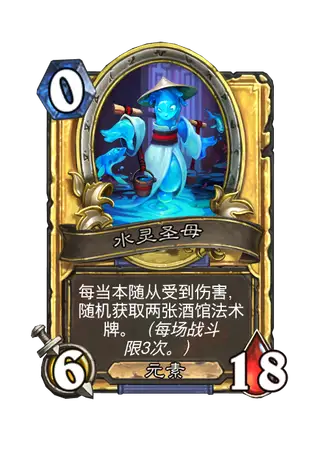 0
水灵圣母
每当本随从受到伤害，
随机获取两张酒馆法术
牌。（每场战斗
限3次。）
6
元素
18